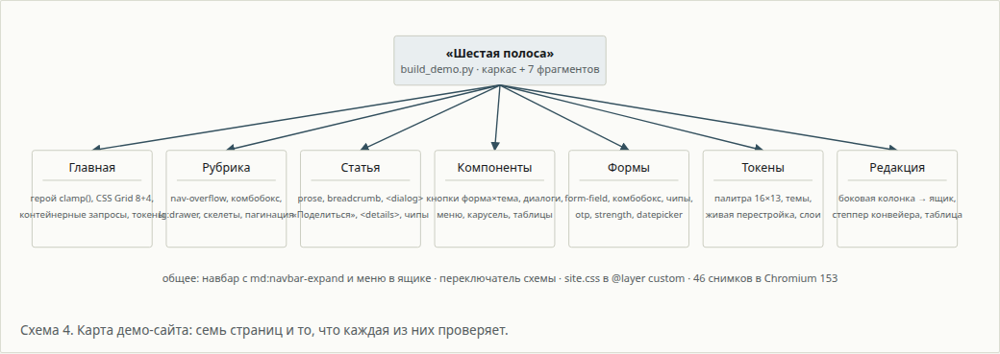 «Шестая полоса»
build_demo.py · каркас + 7 фрагментов
Главная
герой clamp(), CSS Grid 8+4,
контейнерные запросы, токены
Рубрика
nav-overflow, комбобокс,
lg:drawer, скелеты, пагинация
Статья
prose, breadcrumb, <dialog>
«Поделиться», <details>, чипы
Компоненты
кнопки форма×тема, диалоги,
меню, карусель, таблицы
Формы
form-field, комбобокс, чипы,
otp, strength, datepicker
Токены
палитра 16×13, темы,
живая перестройка, слои
Редакция
боковая колонка → ящик,
степпер конвейера, таблица
общее: навбар с md:navbar-expand и меню в ящике · переключатель схемы · site.css в @layer custom · 46 снимков в Chromium 153
Схема 4. Карта демо-сайта: семь страниц и то, что каждая из них проверяет.